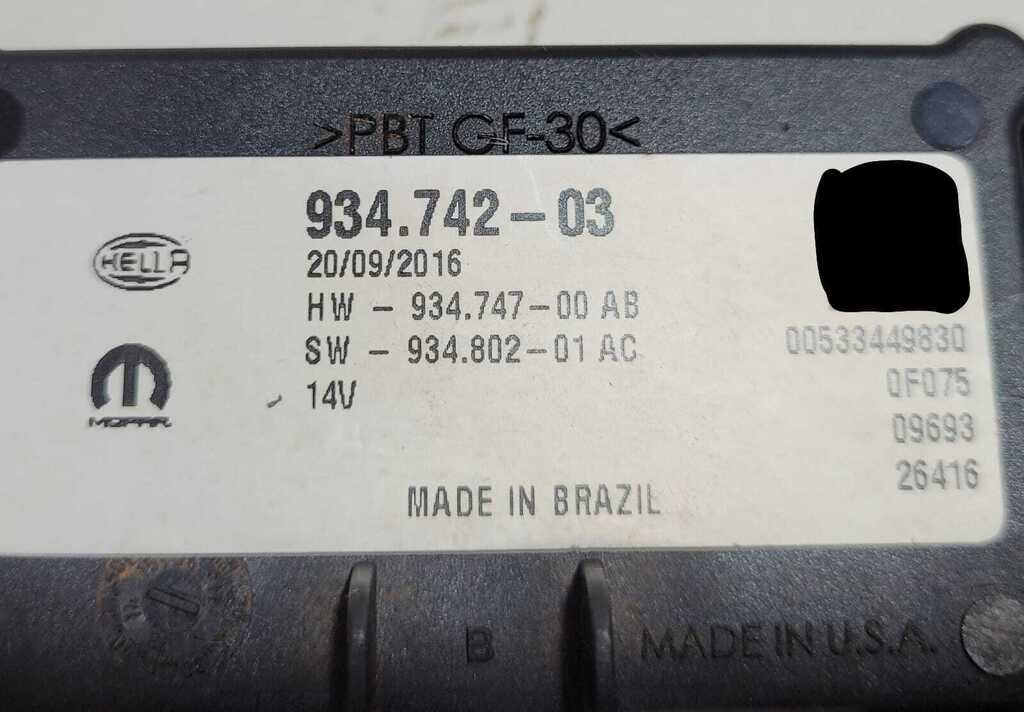 >PBT GF-30<
934.742-03
HELLA
20/09/2016
HW - 934.747-00 AB
SW - 934.802-01 AC
14V
MOPAR
00533449830
0F075
09693
26416
MADE IN BRAZIL
B
MADE IN U.S.A.